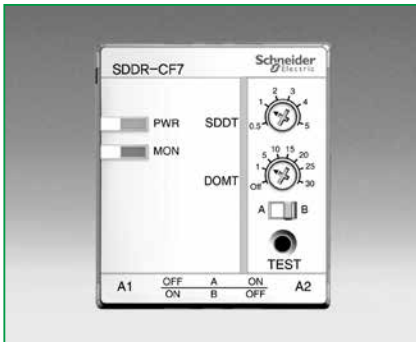 SDDR-CF7
Schneider
Electric
PWR
MON
SDDT
0.5 1 2 3 4 5
DOMT
Off 1 5 10 15 20 25 30
A B
TEST
A1 OFF A ON A2
ON B OFF